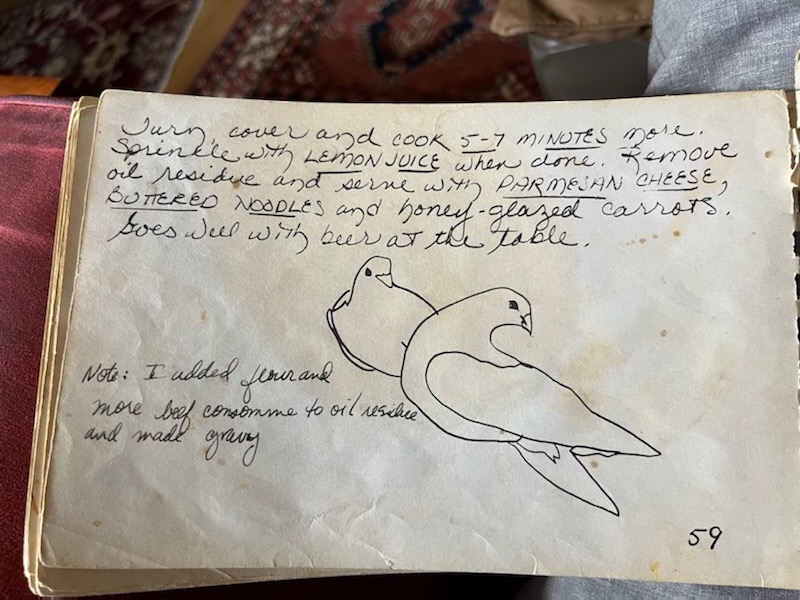 Turn, cover and COOK 5-7 MINUTES more.
Sprinkle with LEMON JUICE when done. Remove
oil residue and serve with PARMESAN CHEESE,
BUTTERED NOODLES and honey-glazed carrots.
Goes well with beer at the table.
Note: I added flour and
more beef consomme to oil residue
and made gravy
59